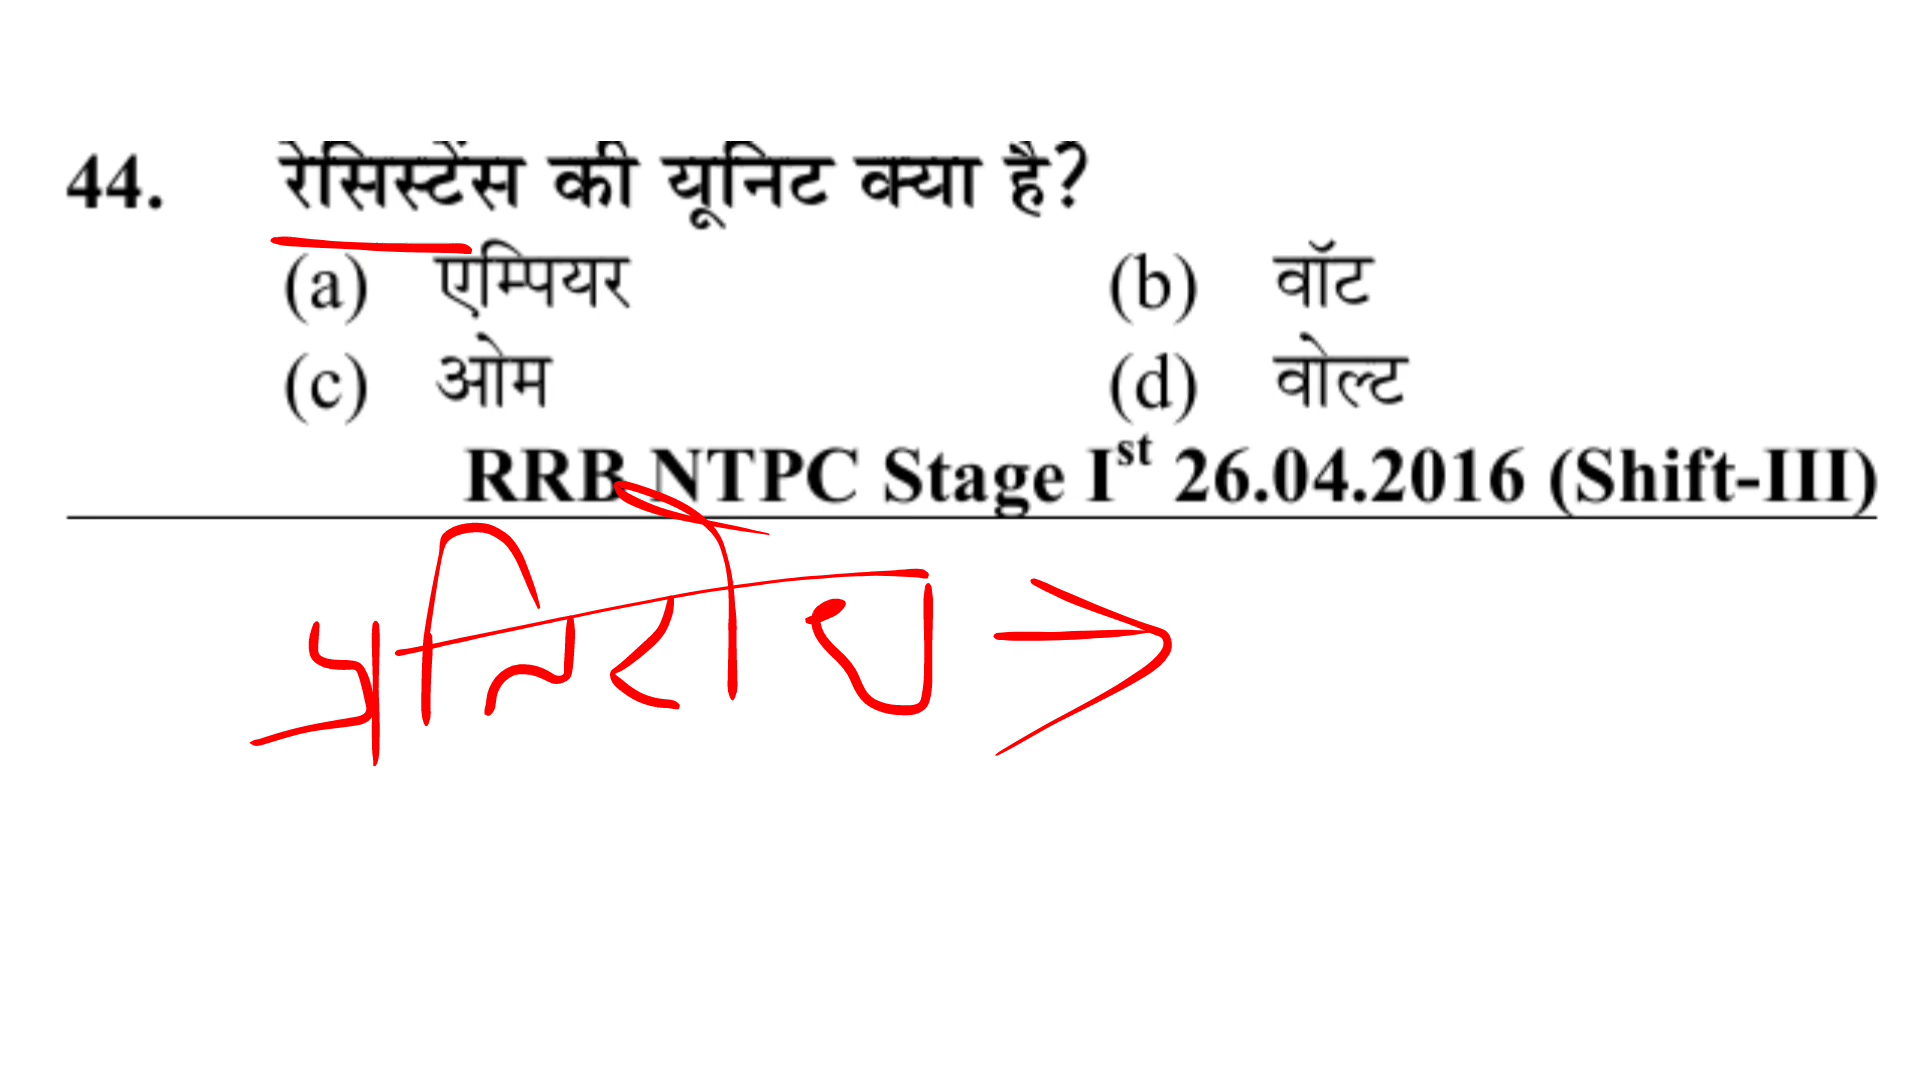 44. रेसिस्टेंस की यूनिट क्या है?
(a) एम्पियर (b) वॉट
(c) ओम (d) वोल्ट
RRB NTPC Stage Ist 26.04.2016 (Shift-III)
प्रतिरोध →